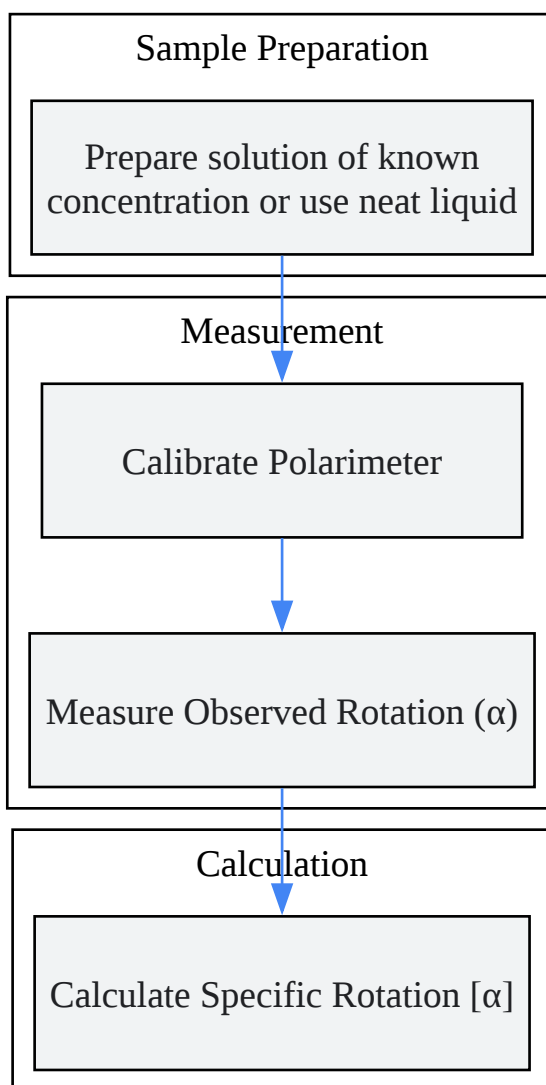 Sample Preparation
Prepare solution of known
concentration or use neat liquid
Measurement
Calibrate Polarimeter
Measure Observed Rotation (α)
Calculation
Calculate Specific Rotation [α]